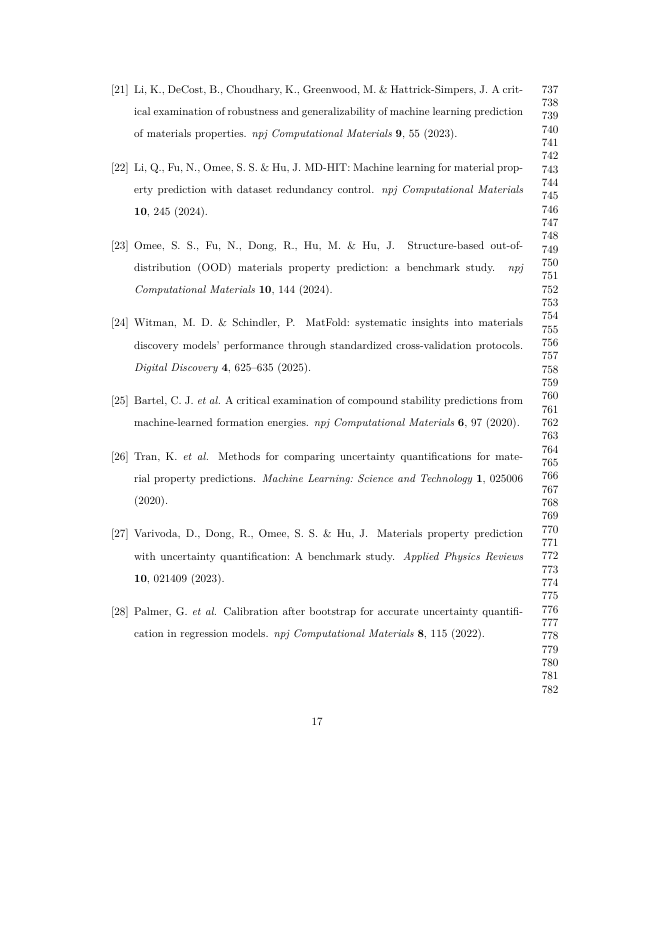 [21] Li, K., DeCost, B., Choudhary, K., Greenwood, M. & Hattrick-Simpers, J. A crit-
ical examination of robustness and generalizability of machine learning prediction
of materials properties. npj Computational Materials 9, 55 (2023).
[22] Li, Q., Fu, N., Omee, S. S. & Hu, J. MD-HIT: Machine learning for material prop-
erty prediction with dataset redundancy control. npj Computational Materials
10, 245 (2024).
[23] Omee, S. S., Fu, N., Dong, R., Hu, M. & Hu, J. Structure-based out-of-
distribution (OOD) materials property prediction: a benchmark study. npj
Computational Materials 10, 144 (2024).
[24] Witman, M. D. & Schindler, P. MatFold: systematic insights into materials
discovery models' performance through standardized cross-validation protocols.
Digital Discovery 4, 625–635 (2025).
[25] Bartel, C. J. et al. A critical examination of compound stability predictions from
machine-learned formation energies. npj Computational Materials 6, 97 (2020).
[26] Tran, K. et al. Methods for comparing uncertainty quantifications for mate-
rial property predictions. Machine Learning: Science and Technology 1, 025006
(2020).
[27] Varivoda, D., Dong, R., Omee, S. S. & Hu, J. Materials property prediction
with uncertainty quantification: A benchmark study. Applied Physics Reviews
10, 021409 (2023).
[28] Palmer, G. et al. Calibration after bootstrap for accurate uncertainty quantifi-
cation in regression models. npj Computational Materials 8, 115 (2022).
737
738
739
740
741
742
743
744
745
746
747
748
749
750
751
752
753
754
755
756
757
758
759
760
761
762
763
764
765
766
767
768
769
770
771
772
773
774
775
776
777
778
779
780
781
782
17